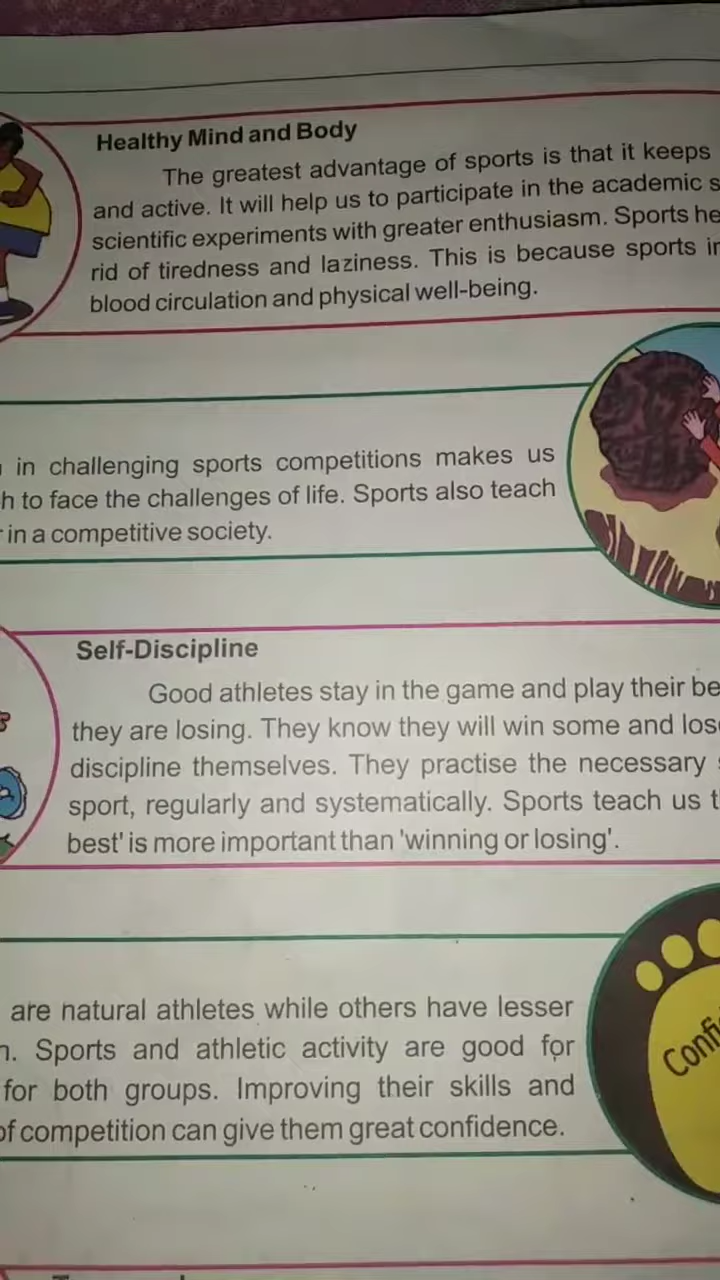 Healthy Mind and Body
The greatest advantage of sports is that it keeps
and active. It will help us to participate in the academic
scientific experiments with greater enthusiasm. Sports
rid of tiredness and laziness. This is because sports
blood circulation and physical well-being.
in challenging sports competitions makes us
to face the challenges of life. Sports also teach
in a competitive society.
Self-Discipline
Good athletes stay in the game and play their
they are losing. They know they will win some and
discipline themselves. They practise the necessary
sport, regularly and systematically. Sports teach us
best' is more important than 'winning or losing'.
are natural athletes while others have lesser
Sports and athletic activity are good for
for both groups. Improving their skills and
of competition can give them great confidence.